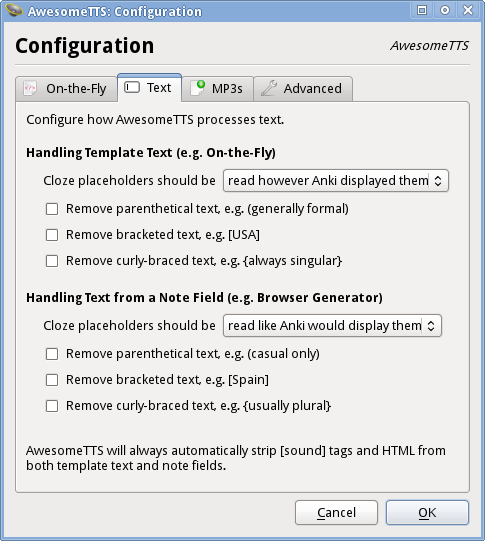 AwesomeTTS: Configuration
Configuration
AwesomeTTS
On-the-Fly
Text
MP3s
Advanced
Configure how AwesomeTTS processes text.
Handling Template Text (e.g. On-the-Fly)
Cloze placeholders should be read however Anki displayed them
Remove parenthetical text, e.g. (generally formal)
Remove bracketed text, e.g. [USA]
Remove curly-braced text, e.g. {always singular}
Handling Text from a Note Field (e.g. Browser Generator)
Cloze placeholders should be read like Anki would display them
Remove parenthetical text, e.g. (casual only)
Remove bracketed text, e.g. [Spain]
Remove curly-braced text, e.g. {usually plural}
AwesomeTTS will always automatically strip [sound] tags and HTML from
both template text and note fields.
Cancel
OK